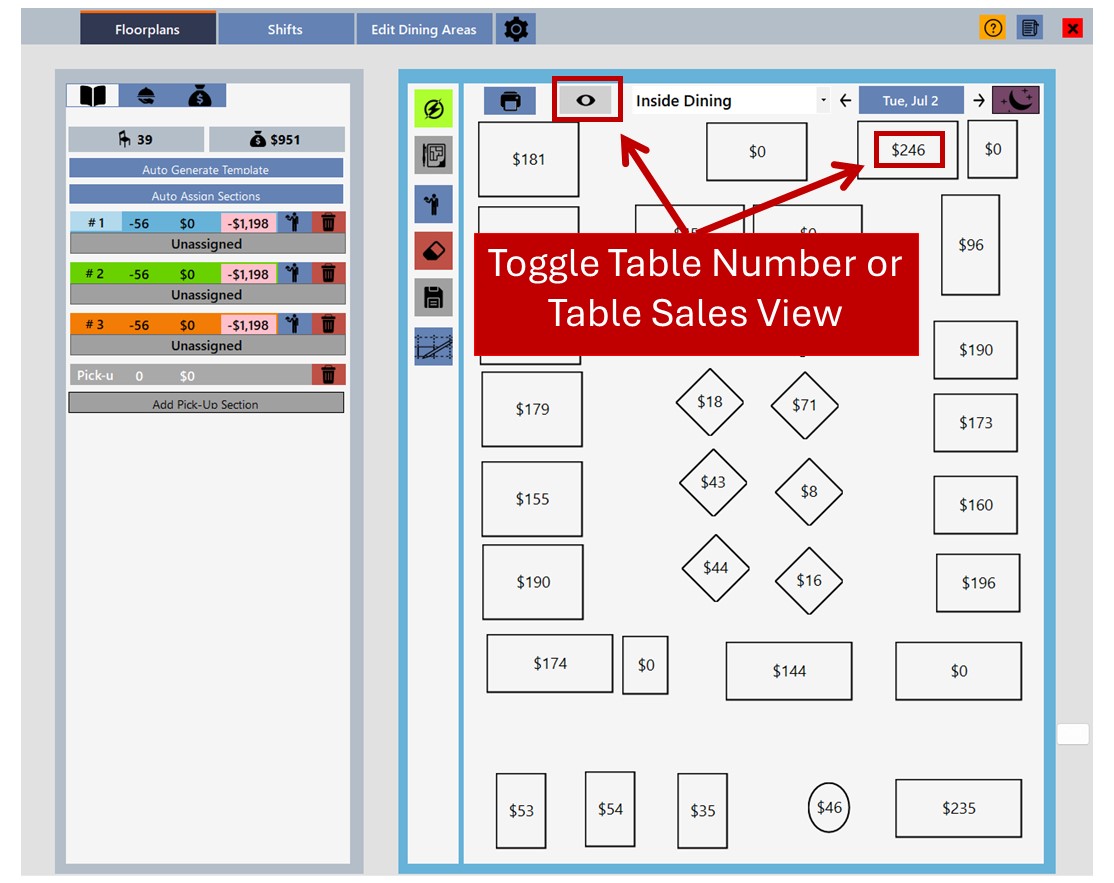 Floorplans Shifts Edit Dining Areas
Inside Dining Tue, Jul 2
39 $951
Auto Generate Template
Auto Assign Sections
# 1 -56 $0 -$1,198
Unassigned
# 2 -56 $0 -$1,198
Unassigned
# 3 -56 $0 -$1,198
Unassigned
Pick-u 0 $0
Add Pick-Up Section
$181 $0 $246 $0
$96
Toggle Table Number or
Table Sales View
$190
$179 $18 $71 $173
$155 $43 $8 $160
$190 $44 $16 $196
$174 $0 $144 $0
$53 $54 $35 $46 $235